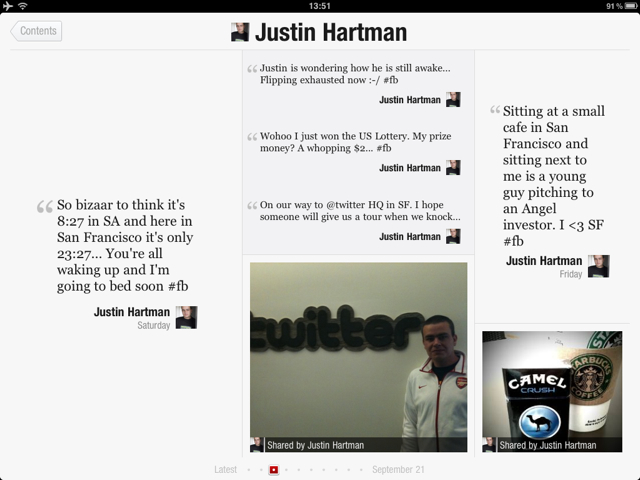 13:51
91 %
Contents
Justin Hartman
So bizaar to think it's
8:27 in SA and here in
San Francisco it's only
23:27... You're all
waking up and I'm
going to bed soon #fb
Justin Hartman
Saturday
Justin is wondering how he is still awake...
Flipping exhausted now :-/ #fb
Justin Hartman
Wohoo I just won the US Lottery. My prize
money? A whopping $2... #fb
Justin Hartman
On our way to @twitter HQ in SF. I hope
someone will give us a tour when we knock...
Justin Hartman
twitter
Shared by Justin Hartman
Sitting at a small
cafe in San
Francisco and
sitting next to
me is a young
guy pitching to
an Angel
investor. I <3 SF
#fb
Justin Hartman
Friday
CAMEL
CRUSH
STARBUCKS
COFFEE
Shared by Justin Hartman
Latest
September 21